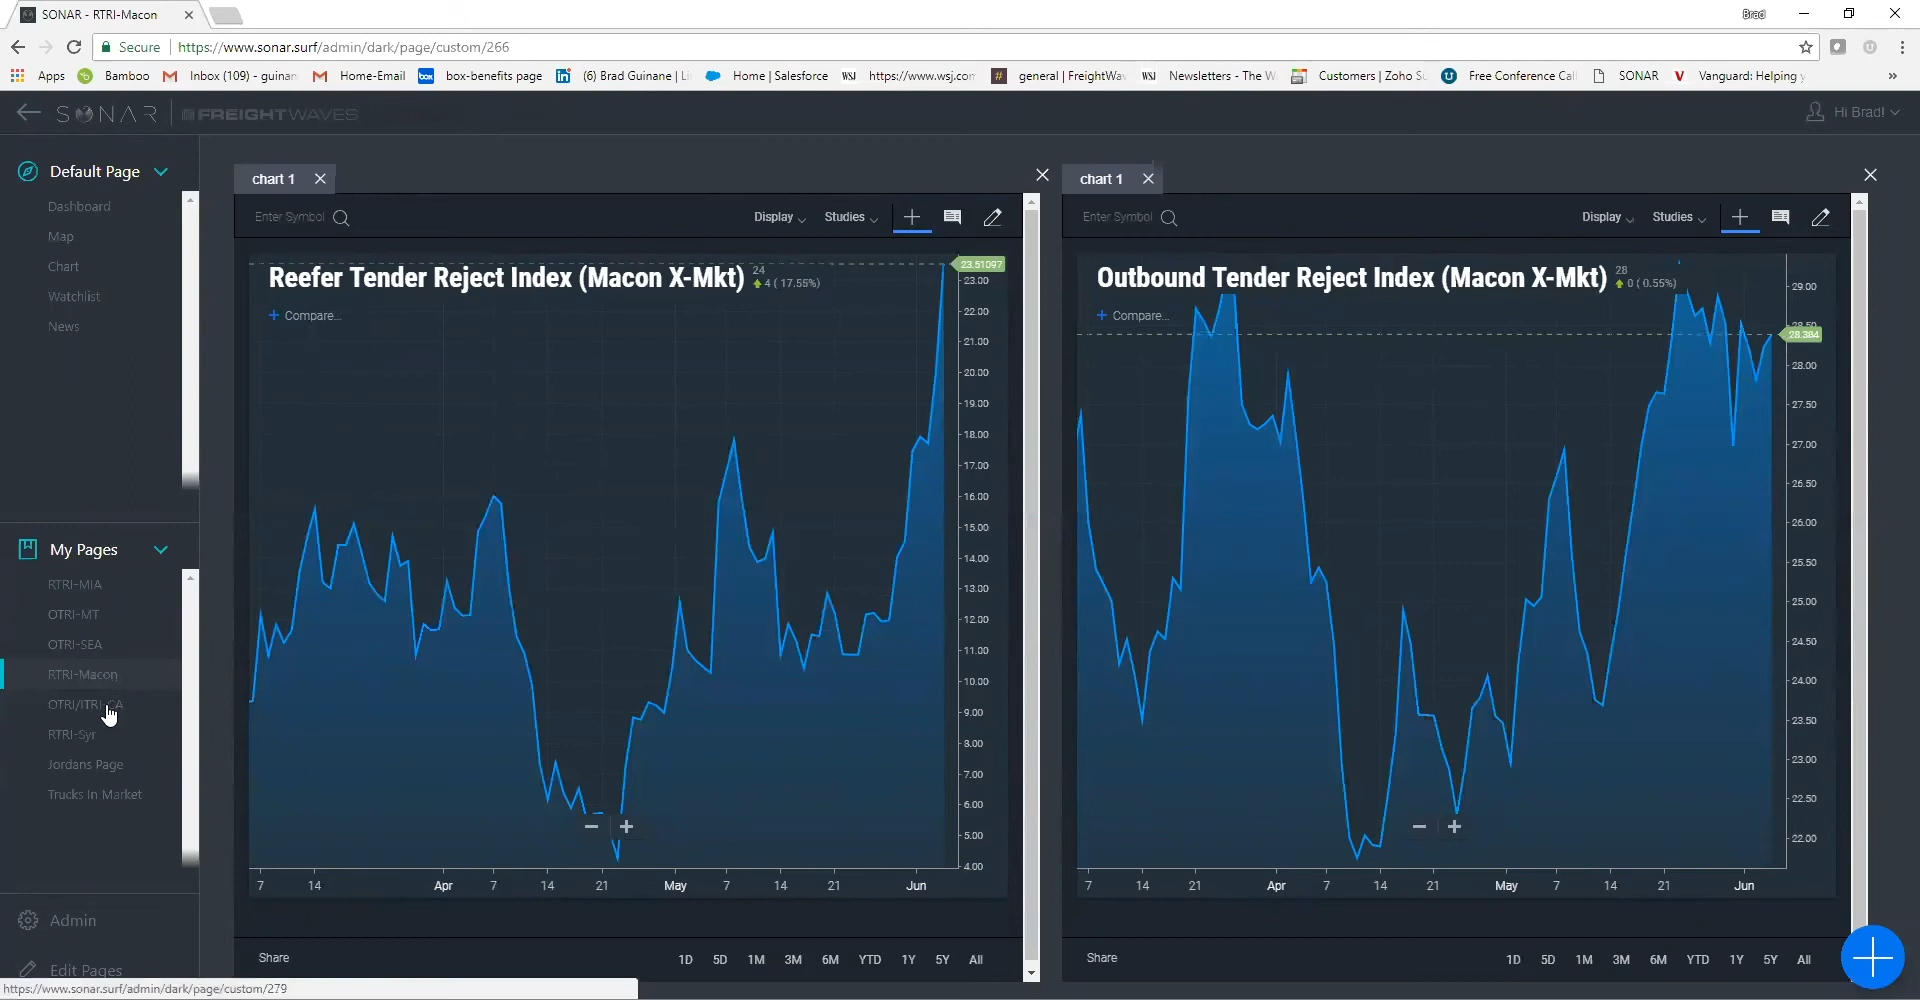 SONAR - RTRI-Macon
Brad
Secure
https://www.sonar.surf/admin/dark/page/custom/266
Apps
Bamboo
Inbox (109) - guinan
Home-Email
box
box-benefits page
(6) Brad Guinane | Li
Home | Salesforce
WSJ
https://www.wsj.com
general | FreightWav
WSJ
Newsletters - The W
Customers | Zoho Su
Free Conference Cal
SONAR
Vanguard: Helping y
SONAR
FREIGHTWAVES
Hi Brad!
Default Page
Dashboard
Map
Chart
Watchlist
News
My Pages
RTRI-MIA
OTRI-MT
OTRI-SEA
RTRI-Macon
OTRI/ITRI-CA
RTRI-Syr
Jordans Page
Trucks In Market
Admin
Edit Pages
https://www.sonar.surf/admin/dark/page/custom/279
chart 1
Enter Symbol
Display
Studies
Reefer Tender Reject Index (Macon X-Mkt)
24
4 ( 17.55%)
+ Compare...
23.51097
23.00
22.00
21.00
20.00
19.00
18.00
17.00
16.00
15.00
14.00
13.00
12.00
11.00
10.00
9.00
8.00
7.00
6.00
5.00
4.00
7 14 Apr 7 14 21 May 7 14 21 Jun
Share
1D 5D 1M 3M 6M YTD 1Y 5Y All
chart 1
Enter Symbol
Display
Studies
Outbound Tender Reject Index (Macon X-Mkt)
28
0 ( 0.55%)
+ Compare...
29.00
28.50
28.384
28.00
27.50
27.00
26.50
26.00
25.50
25.00
24.50
24.00
23.50
23.00
22.50
22.00
7 14 21 Apr 7 14 21 May 7 14 21 Jun
Share
1D 5D 1M 3M 6M YTD 1Y 5Y All